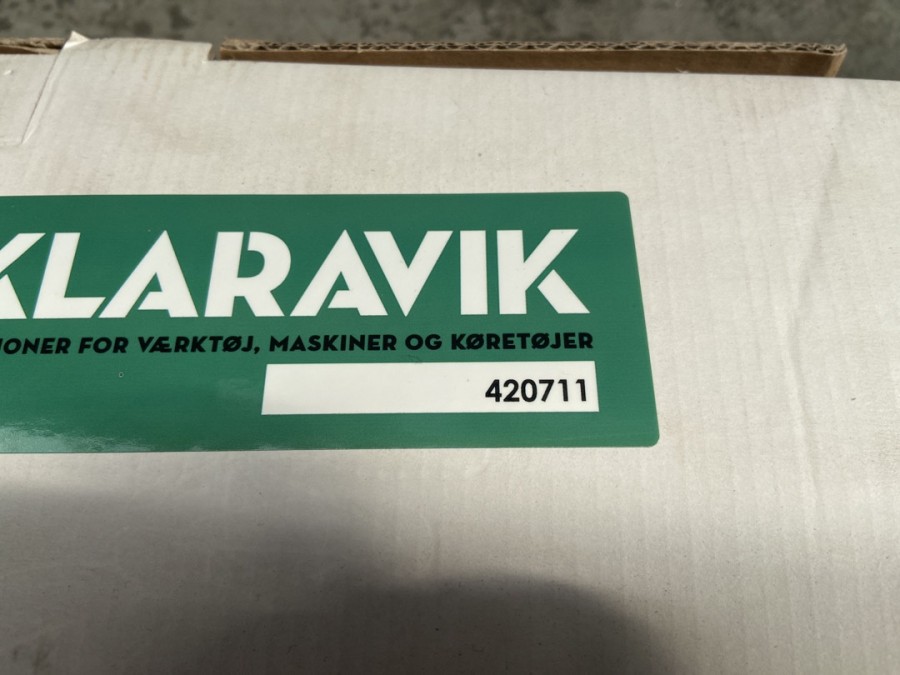 KLARAVIK
IONER FOR VÆRKTØJ, MASKINER OG KØRETØJER
420711